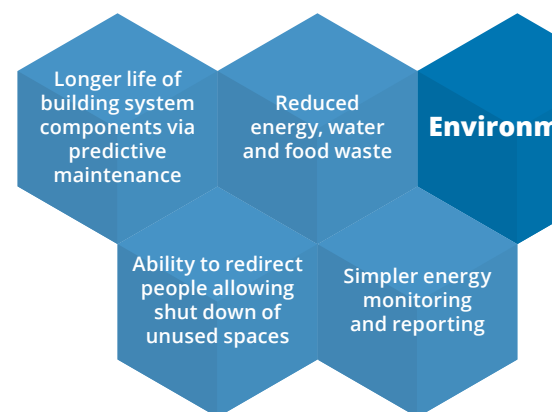 Longer life of
building system
components via
predictive
maintenance
Reduced
energy, water
and food waste
Environm
Ability to redirect
people allowing
shut down of
unused spaces
Simpler energy
monitoring
and reporting